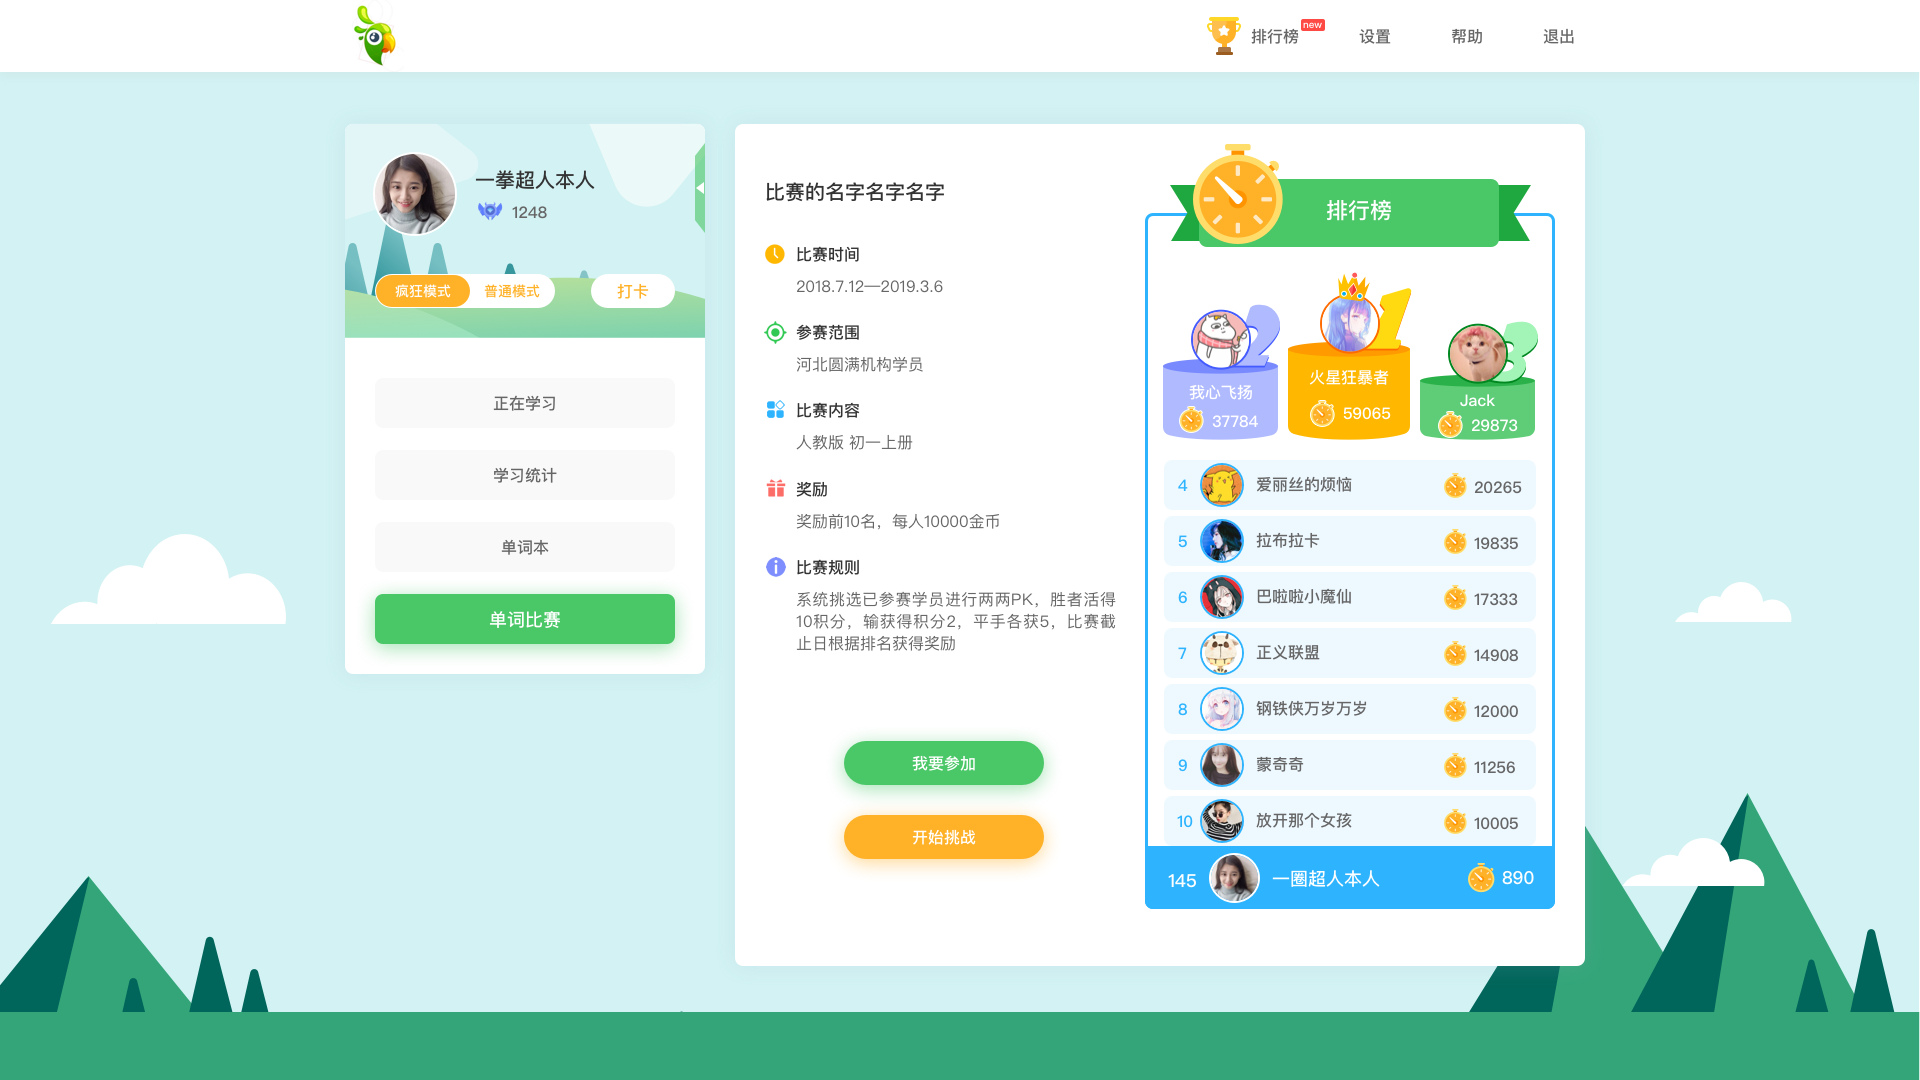 排行榜
new
设置
帮助
退出
一拳超人本人
1248
疯狂模式
普通模式
打卡
正在学习
学习统计
单词本
单词比赛
比赛的名字名字名字
比赛时间
2018.7.12—2019.3.6
参赛范围
河北圆满机构学员
比赛内容
人教版 初一上册
奖励
奖励前10名，每人10000金币
比赛规则
系统挑选已参赛学员进行两两PK，胜者活得
10积分，输获得积分2，平手各获5，比赛截
止日根据排名获得奖励
我要参加
开始挑战
排行榜
2
我心飞扬
37784
1
火星狂暴者
59065
3
Jack
29873
4 爱丽丝的烦恼 20265
5 拉布拉卡 19835
6 巴啦啦小魔仙 17333
7 正义联盟 14908
8 钢铁侠万岁万岁 12000
9 蒙奇奇 11256
10 放开那个女孩 10005
145 一圈超人本人 890